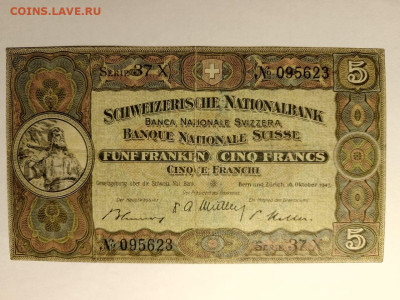 COINS.LAVE.RU
SERIE 37 X
№ 095623
5
SCHWEIZERISCHE NATIONALBANK
BANCA NAZIONALE SVIZZERA
BANQUE NATIONALE SUISSE
FÜNF FRANKEN CINQ FRANCS
CINQUE FRANCHI
Bern und Zürich, 16. Oktober
№ 095623
SERIE 37 X
5